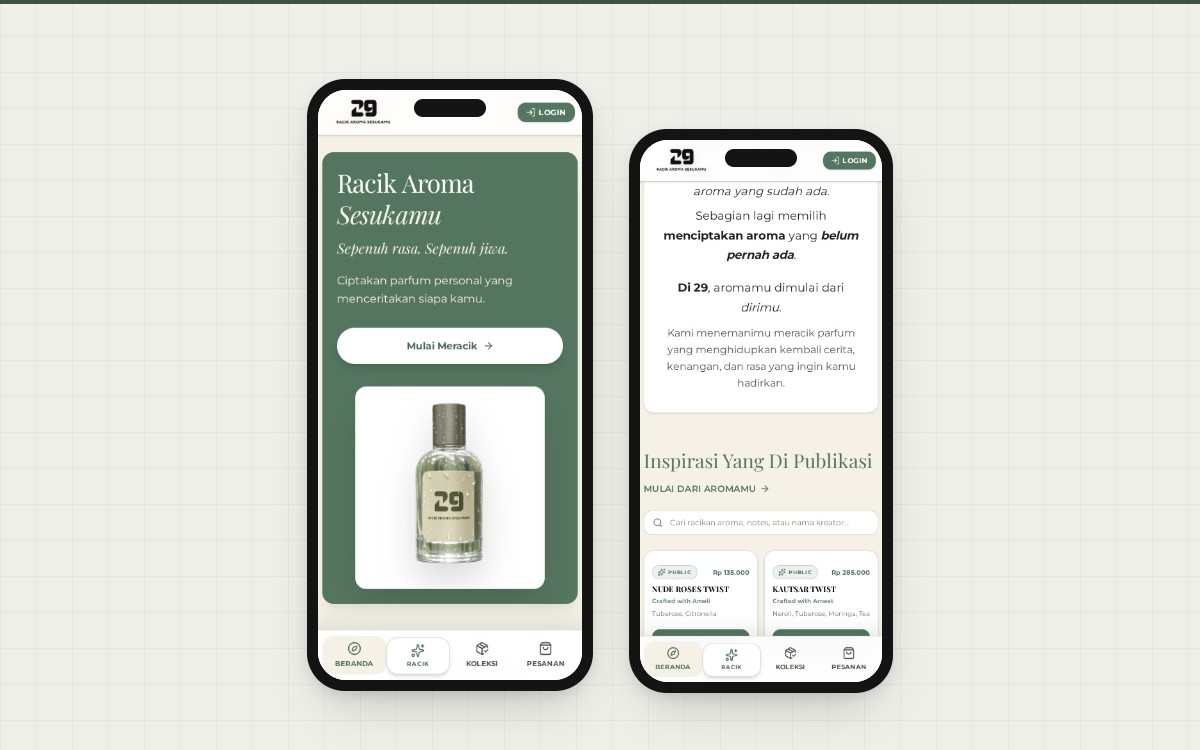 29
RACIK AROMA SESUKAMU
LOGIN
Racik Aroma
Sesukamu
Sepenuh rasa. Sepenuh jiwa.
Ciptakan parfum personal yang
menceritakan siapa kamu.
Mulai Meracik
29
RACIK AROMA SESUKAMU
BERANDA
RACIK
KOLEKSI
PESANAN
29
RACIK AROMA SESUKAMU
LOGIN
aroma yang sudah ada.
Sebagian lagi memilih
menciptakan aroma yang belum
pernah ada.
Di 29, aromamu dimulai dari
dirimu.
Kami menemanimu meracik parfum
yang menghidupkan kembali cerita,
kenangan, dan rasa yang ingin kamu
hadirkan.
Inspirasi Yang Di Publikasi
MULAI DARI AROMAMU
Cari racikan aroma, notes, atau nama kreator...
PUBLIC
Rp 135.000
NUDE ROSES TWIST
Crafted with Ameli
Tuberose, Citronella
PUBLIC
Rp 285.000
KAUTSAR TWIST
Crafted with Arnest
Neroli, Tuberose, Moringa, Tea
BERANDA
RACIK
KOLEKSI
PESANAN